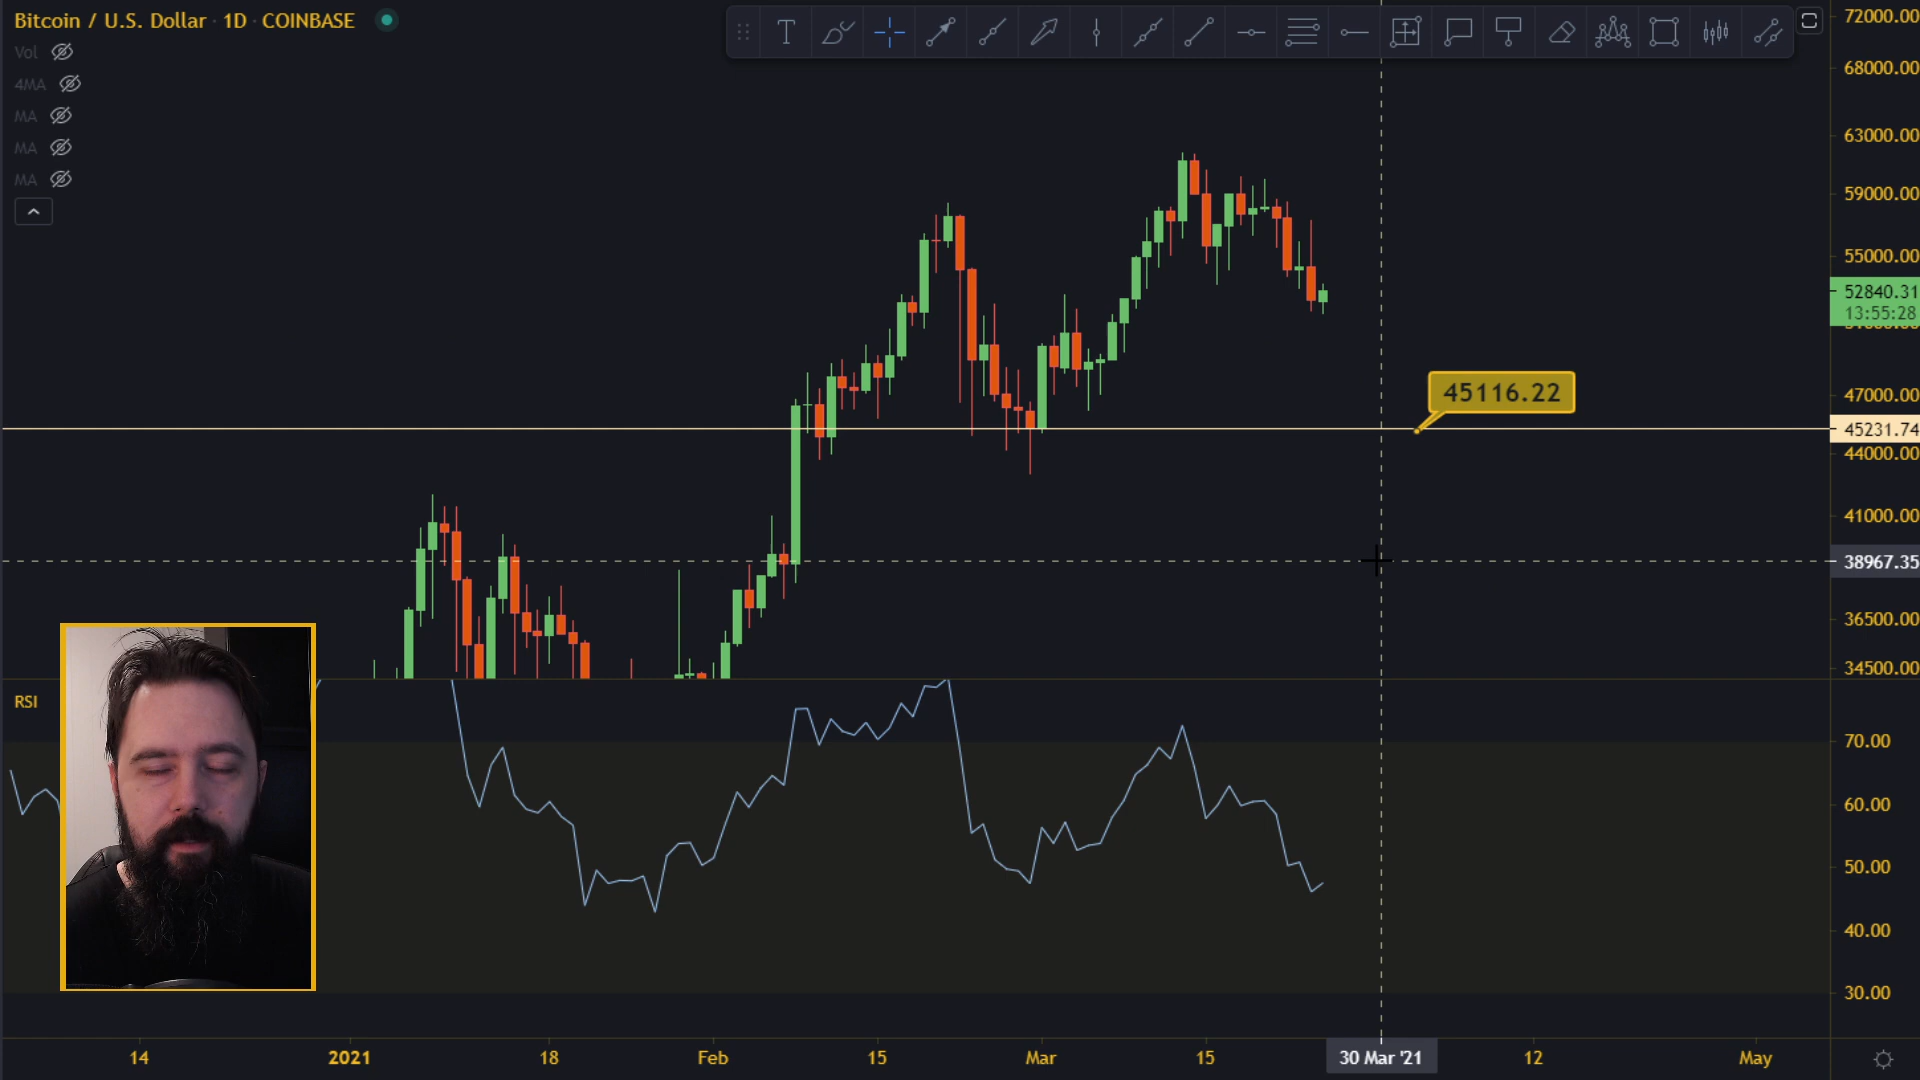 Bitcoin / U.S. Dollar · 1D · COINBASE
Vol
4MA
MA
MA
MA
T
72000.00
68000.00
63000.00
59000.00
55000.00
52840.31
13:55:28
47000.00
45116.22
45231.74
44000.00
41000.00
38967.35
36500.00
34500.00
RSI
70.00
60.00
50.00
40.00
30.00
14 2021 18 Feb 15 Mar 15 30 Mar '21 12 May